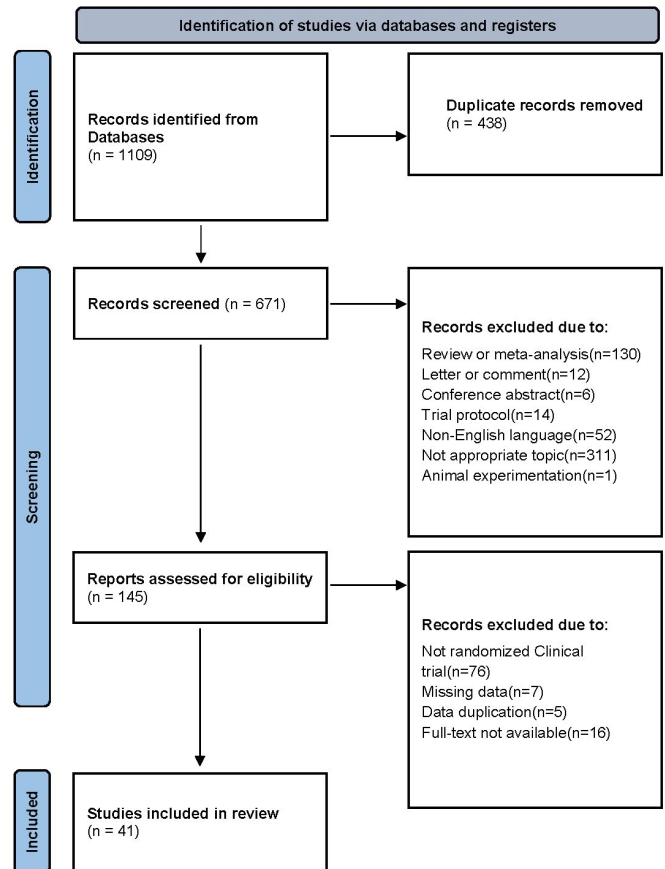 Identification of studies via databases and registers
Identification
Records identified from
Databases
(n = 1109)
Duplicate records removed
(n = 438)
Screening
Records screened (n = 671)
Records excluded due to:
Review or meta-analysis(n=130)
Letter or comment(n=12)
Conference abstract(n=6)
Trial protocol(n=14)
Non-English language(n=52)
Not appropriate topic(n=311)
Animal experimentation(n=1)
Reports assessed for eligibility
(n = 145)
Records excluded due to:
Not randomized Clinical
trial(n=76)
Missing data(n=7)
Data duplication(n=5)
Full-text not available(n=16)
Included
Studies included in review
(n = 41)